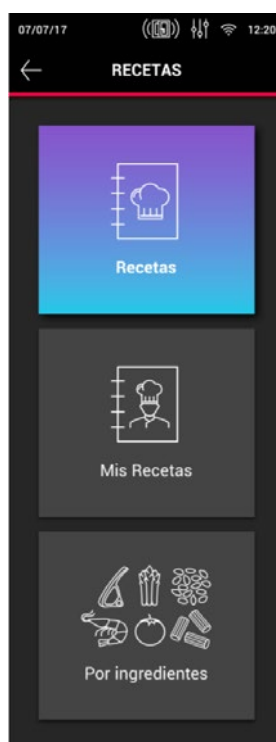 07/07/17 12:20
RECETAS
Recetas
Mis Recetas
Por ingredientes